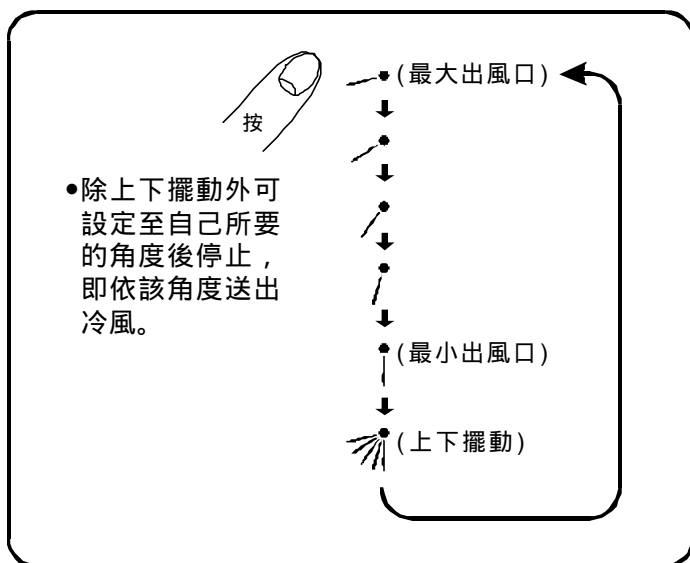 按
(最大出風口)
•除上下擺動外可
設定至自己所要
的角度後停止，
即依該角度送出
冷風。
(最小出風口)
(上下擺動)